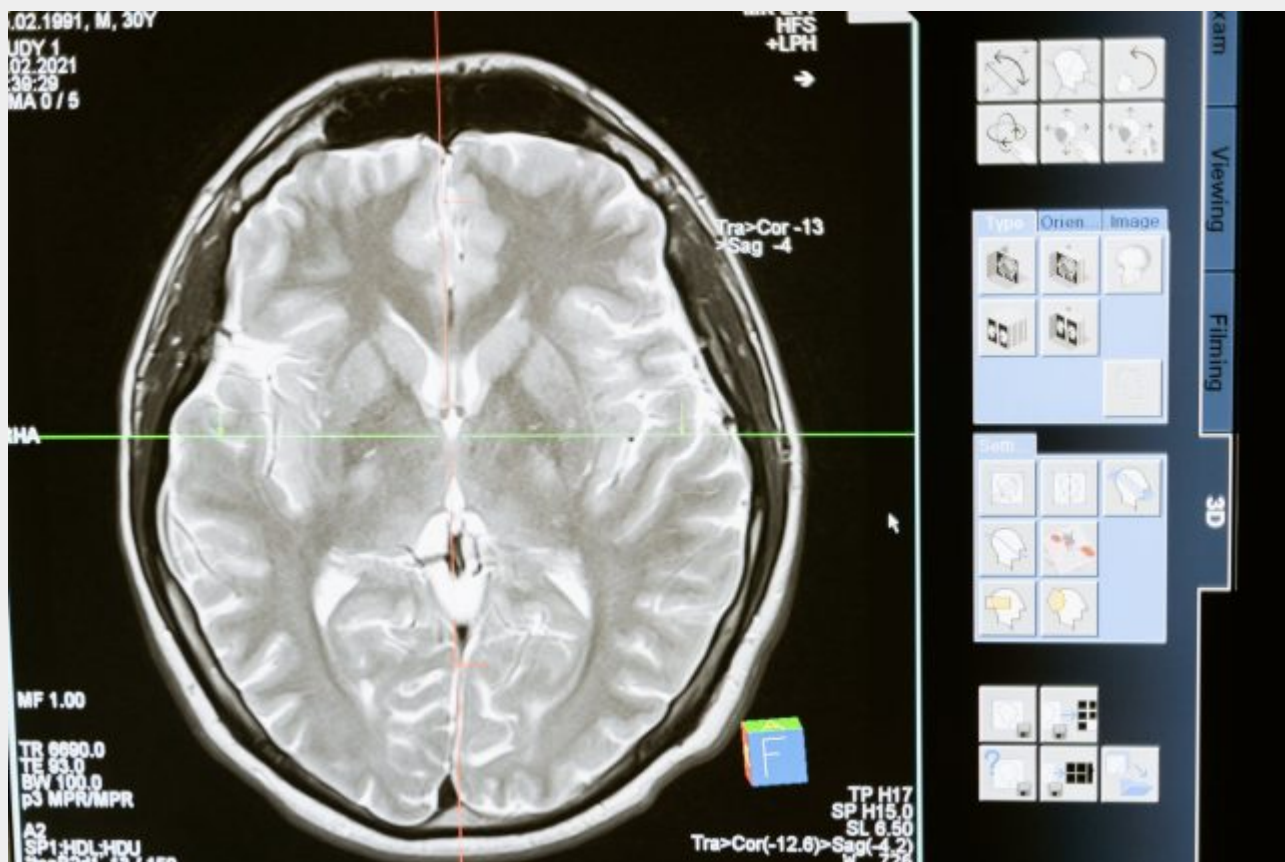 .02.1991, M, 30Y
UDY 1
.02.2021
:39:29
MA 0 / 5
HFS
+LPH
Tra>Cor -13
>Sag -4
RHA
MF 1.00
TR 6690.0
TE 93.0
BW 100.0
p3 MPR/MPR
A2
SP1:HDL:HDU
F
TP H17
SP H15.0
SL 6.50
Tra>Cor(-12.6)>Sag(-4.2)
xam
Viewing
Filming
3D
Type Orien... Image
?